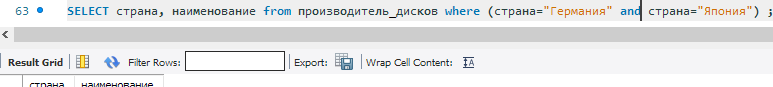 63 SELECT страна, наименование from производитель_дисков where (страна="Германия" and страна="Япония") ;
Result Grid Filter Rows: Export: Wrap Cell Content: IA
страна наименование